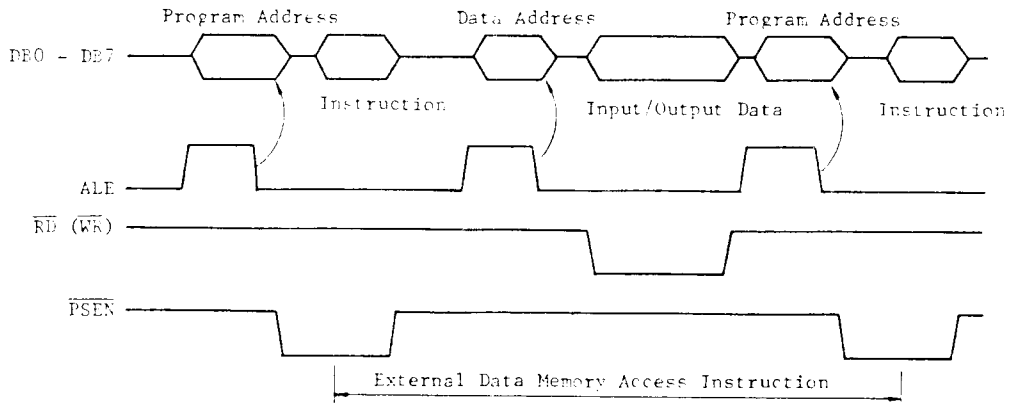 Program Address Data Address Program Address
DB0 - DB7
Instruction Input/Output Data Instruction
ALE
RD (WR)
PSEN
External Data Memory Access Instruction